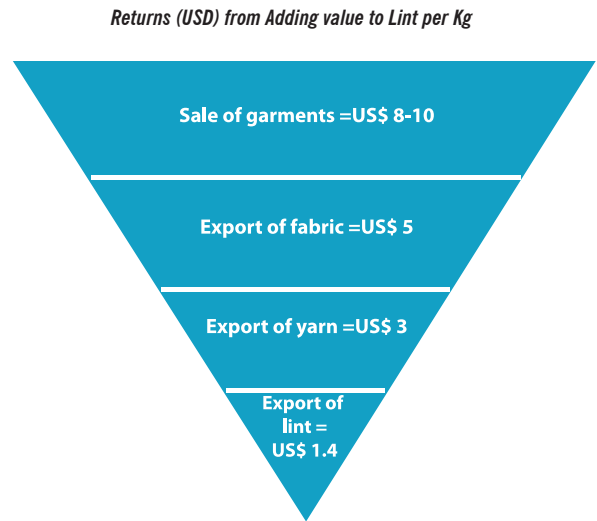 Returns (USD) from Adding value to Lint per Kg
Sale of garments =US$ 8-10
Export of fabric =US$ 5
Export of yarn =US$ 3
Export of
lint =
US$ 1.4